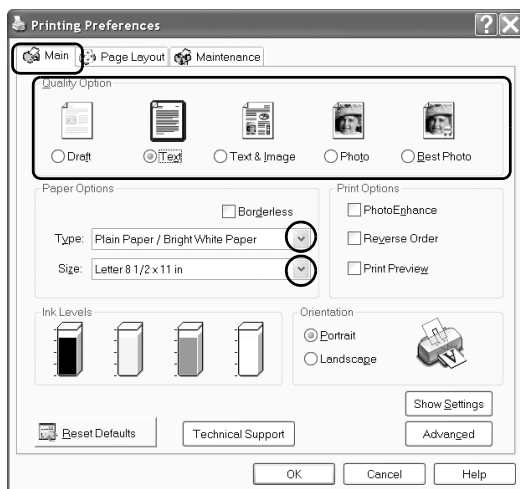 Printing Preferences
Main Page Layout Maintenance
Quality Option
Draft Text Text & Image Photo Best Photo
Paper Options
Borderless
Type: Plain Paper / Bright White Paper
Size: Letter 8 1/2 x 11 in
Print Options
PhotoEnhance
Reverse Order
Print Preview
Ink Levels
Orientation
Portrait
Landscape
Show Settings
Reset Defaults Technical Support Advanced
OK Cancel Help